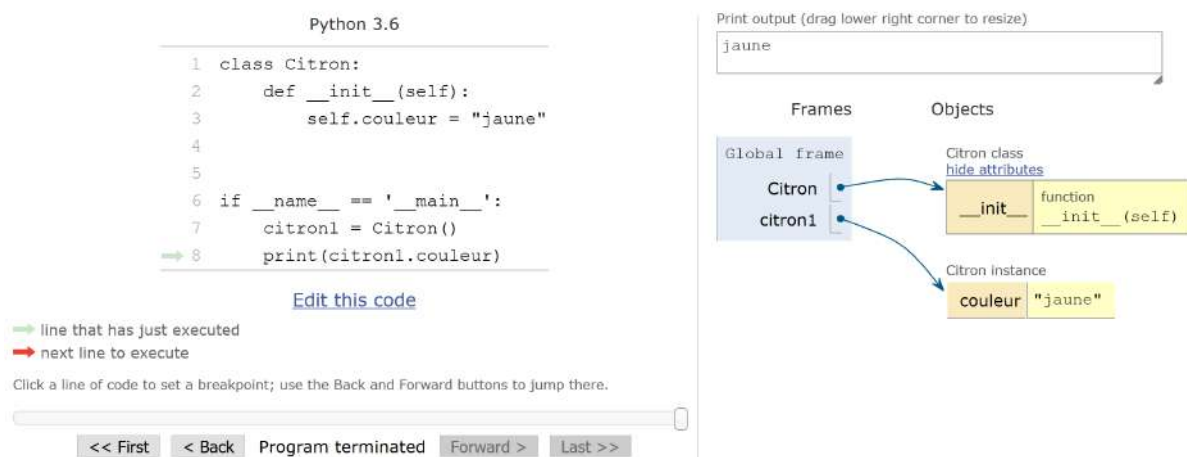 Python 3.6
1 class Citron:
2     def __init__(self):
3         self.couleur = "jaune"
4
5
6 if __name__ == '__main__':
7     citron1 = Citron()
8     print(citron1.couleur)
Edit this code
line that has just executed
next line to execute
Click a line of code to set a breakpoint; use the Back and Forward buttons to jump there.
<< First < Back Program terminated Forward > Last >>
Print output (drag lower right corner to resize)
jaune
Frames Objects
Global frame
Citron
citron1
Citron class
hide attributes
__init__
function
__init__(self)
Citron instance
couleur "jaune"